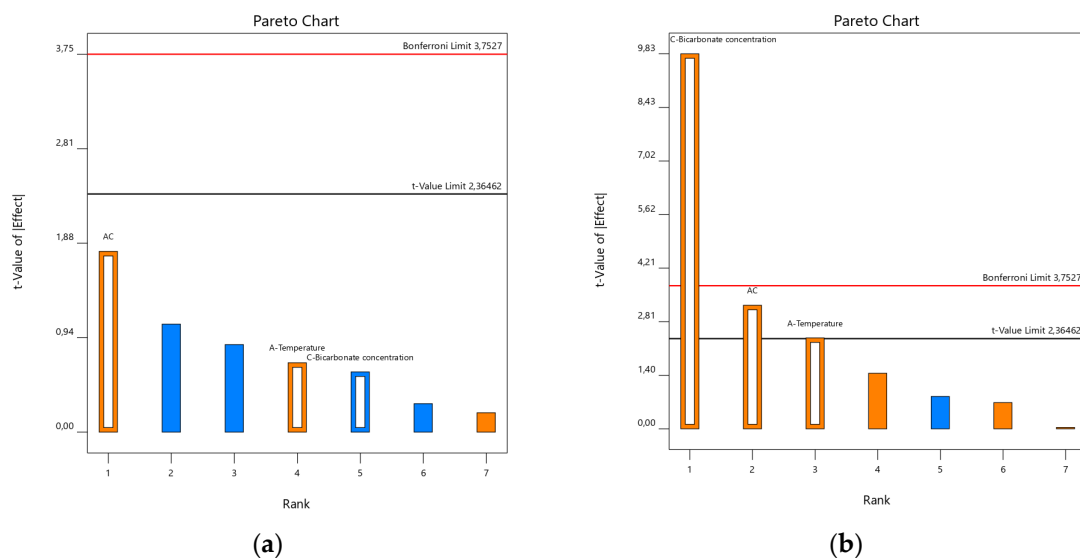 Pareto Chart
3,75
Bonferroni Limit 3,7527
2,81
t-Value Limit 2,36462
t-Value of |Effect|
1,88
AC
0,94
A-Temperature
C-Bicarbonate concentration
0,00
1 2 3 4 5 6 7
Rank
(a)
Pareto Chart
9,83
C-Bicarbonate concentration
8,43
7,02
5,62
t-Value of |Effect|
4,21
Bonferroni Limit 3,7527
AC
2,81
A-Temperature
t-Value Limit 2,36462
1,40
0,00
1 2 3 4 5 6 7
Rank
(b)